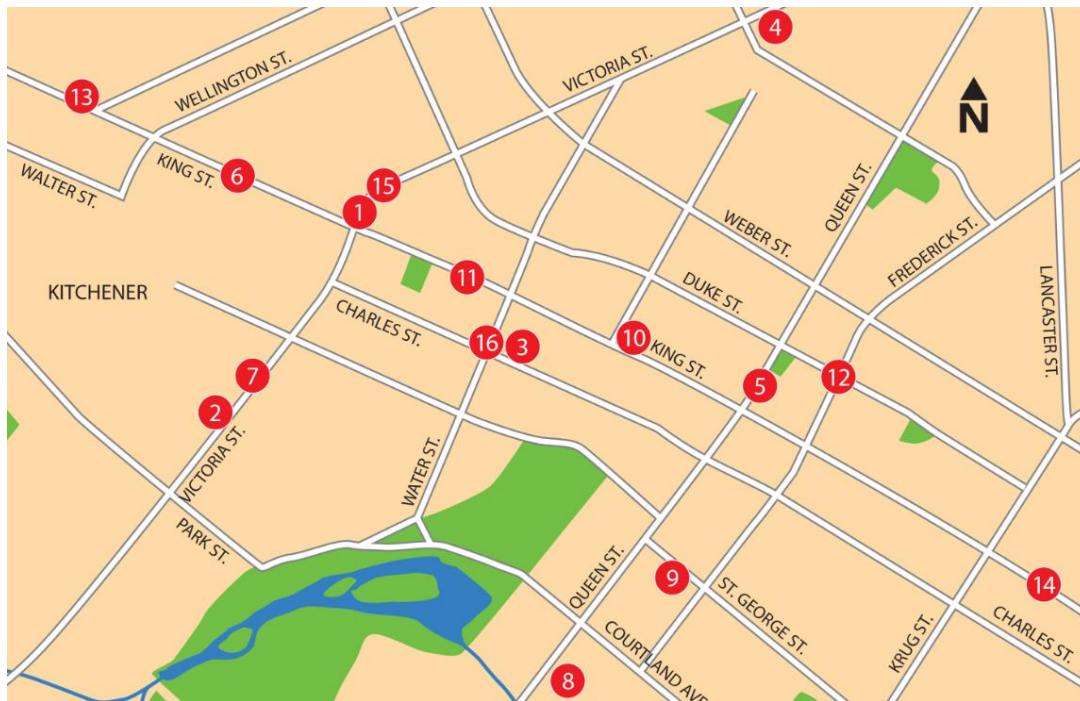 4
VICTORIA ST.
WELLINGTON ST.
13
N
WALTER ST.
KING ST.
6
15
1
QUEEN ST.
WEBER ST.
FREDERICK ST.
11
DUKE ST.
LANCASTER ST.
KITCHENER
CHARLES ST.
16
3
10
KING ST.
7
5
12
2
VICTORIA ST.
WATER ST.
PARK ST.
9
QUEEN ST.
ST. GEORGE ST.
14
CHARLES ST.
KRUG ST.
COURTLAND AVE
8